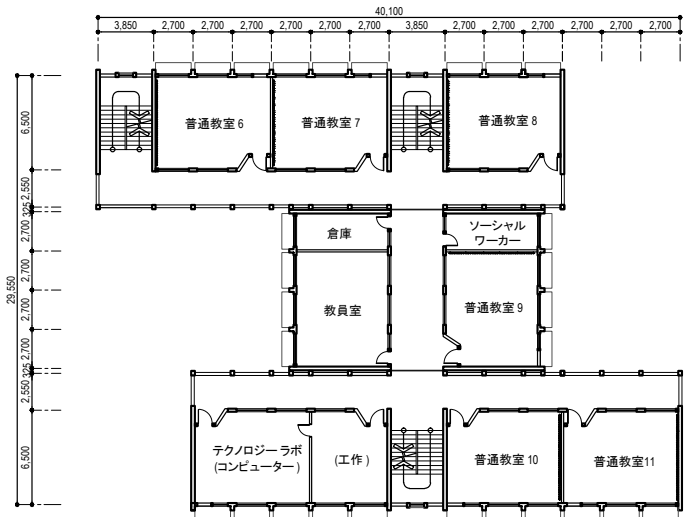 40,100
3,850 2,700 2,700 2,700 2,700 2,700 2,700 3,850 2,700 2,700 2,700 2,700 2,700 2,700
29,550
6,500
2,550
325
2,700
2,700
2,700
2,700
325
2,550
6,500
普通教室6
普通教室7
普通教室8
倉庫
ソーシャル
ワーカー
教員室
普通教室9
テクノロジーラボ
(コンピューター)
(工作)
普通教室10
普通教室11